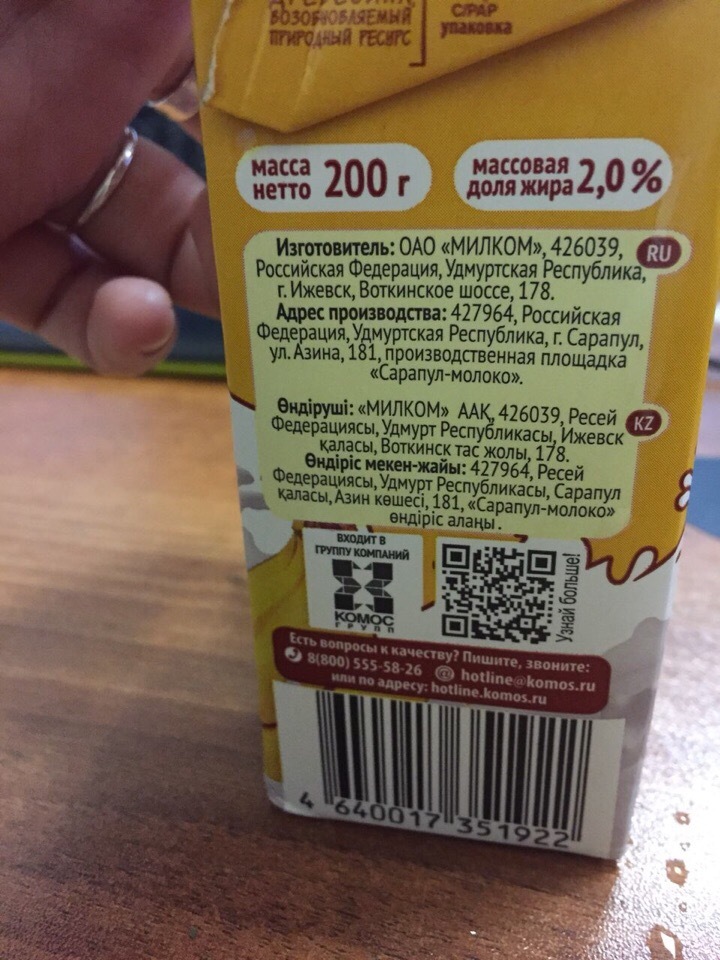 ВОЗОБНОВЛЯЕМЫЙ
ПРИРОДНЫЙ РЕСУРС
C/PAP
упаковка
масса
нетто 200 г
массовая
доля жира 2,0 %
Изготовитель: ОАО «МИЛКОМ», 426039,
Российская Федерация, Удмуртская Республика,
г. Ижевск, Воткинское шоссе, 178.
RU
Адрес производства: 427964, Российская
Федерация, Удмуртская Республика, г. Сарапул,
ул. Азина, 181, производственная площадка
«Сарапул-молоко».
Өндіруші: «МИЛКОМ» ААҚ, 426039, Ресей
Федерациясы, Удмурт Республикасы, Ижевск
қаласы, Воткинск тас жолы, 178.
KZ
Өндіріс мекен-жайы: 427964, Ресей
Федерациясы, Удмурт Республикасы, Сарапул
қаласы, Азин көшесі, 181, «Сарапул-молоко»
өндіріс алаңы.
ВХОДИТ В
ГРУППУ КОМПАНИЙ
КОМОС
ГРУПП
Узнай больше!
Есть вопросы к качеству? Пишите, звоните:
8(800) 555-58-26 @ hotline@komos.ru
или по адресу: hotline.komos.ru
4 640017 351922